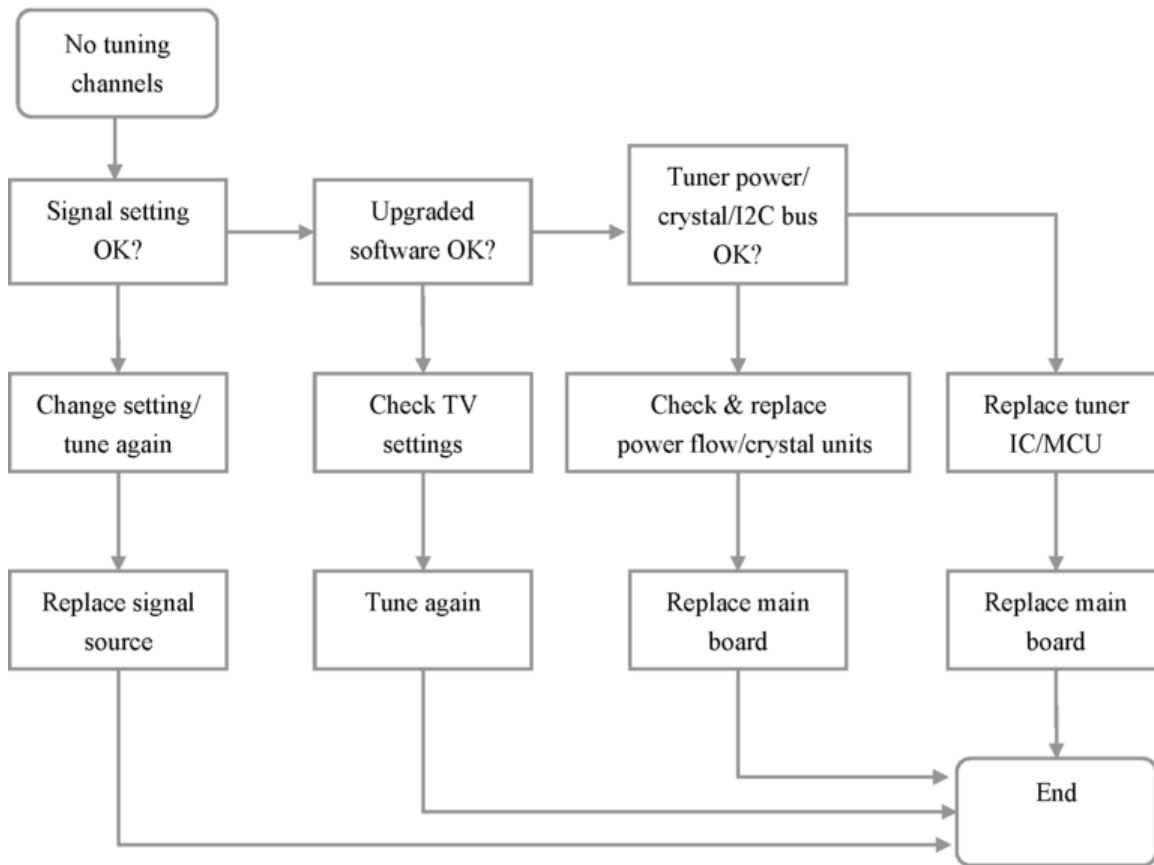 No tuning
channels
Signal setting
OK?
Upgraded
software OK?
Tuner power/
crystal/I2C bus
OK?
Change setting/
tune again
Check TV
settings
Check & replace
power flow/crystal units
Replace tuner
IC/MCU
Replace signal
source
Tune again
Replace main
board
Replace main
board
End